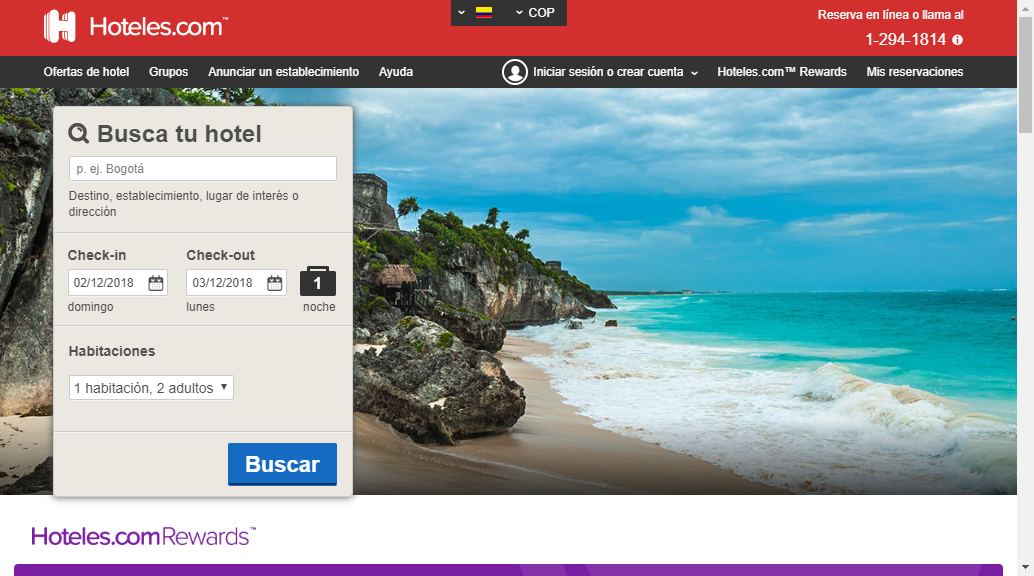 COP
Hoteles.com™
Reserva en línea o llama al
1-294-1814
Ofertas de hotel Grupos Anunciar un establecimiento Ayuda Iniciar sesión o crear cuenta Hoteles.com™ Rewards Mis reservaciones
Busca tu hotel
p. ej. Bogotá
Destino, establecimiento, lugar de interés o
dirección
Check-in Check-out
02/12/2018 03/12/2018 1
domingo lunes noche
Habitaciones
1 habitación, 2 adultos
Buscar
Hoteles.com Rewards™